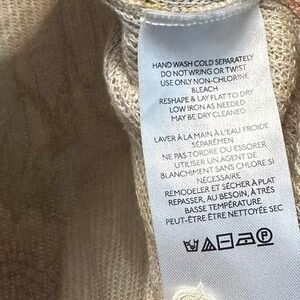 HAND WASH COLD SEPARATELY
DO NOT WRING OR TWIST
USE ONLY NON-CHLORINE
BLEACH
RESHAPE & LAY FLAT TO DRY
LOW IRON AS NEEDED
MAY BE DRY CLEANED
LAVER À LA MAIN À L'EAU FROIDE
SÉPARÉMEN
NE PAS TORDRE OU ESSORER
UTILISER UN AGENT DE
BLANCHIMENT SANS CHLORE SI
NÉCESSAIRE
REMODELER ET SÉCHER À PLAT
REPASSER, AU BESOIN, À TRÈS
BASSE TEMPÉRATURE
PEUT-ÊTRE ÊTRE NETTOYÉE SEC
P